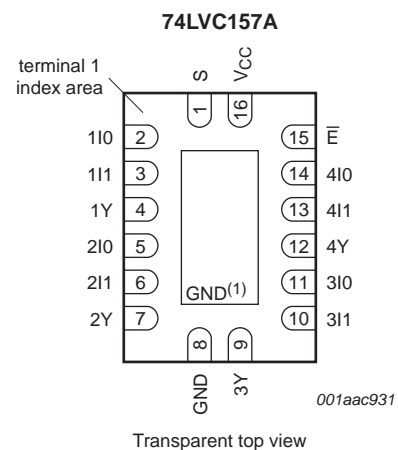 74LVC157A
terminal 1
index area
S
VCC
1
16
1I0 2 15 E̅
1I1 3 14 4I0
1Y 4 13 4I1
2I0 5 12 4Y
2I1 6 11 3I0
GND(1)
2Y 7 10 3I1
8
9
GND
3Y
001aac931
Transparent top view